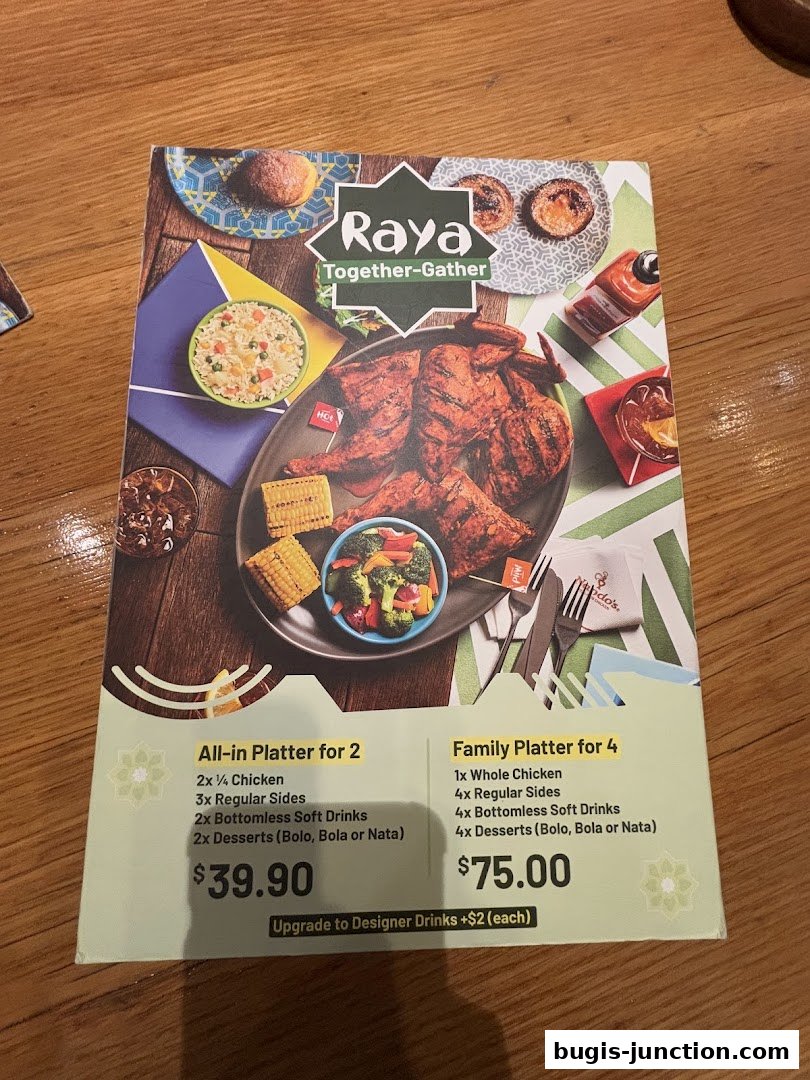 Raya
Together-Gather
HOt
Mild
Nando's
All-in Platter for 2
2x ¼ Chicken
3x Regular Sides
2x Bottomless Soft Drinks
2x Desserts (Bolo, Bola or Nata)
$39.90
Family Platter for 4
1x Whole Chicken
4x Regular Sides
4x Bottomless Soft Drinks
4x Desserts (Bolo, Bola or Nata)
$75.00
Upgrade to Designer Drinks +$2 (each)
bugis-junction.com